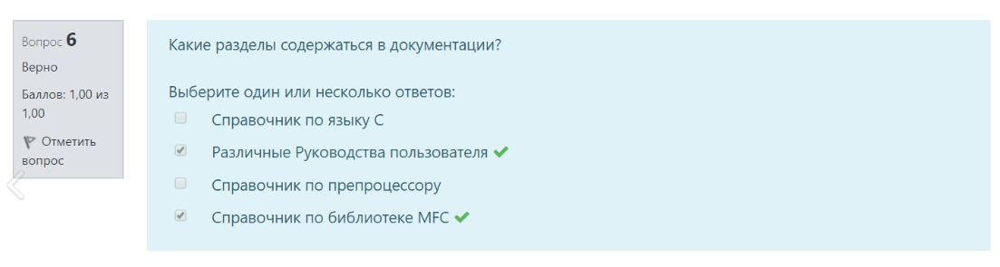 Вопрос 6
Верно
Баллов: 1,00 из
1,00
Отметить
вопрос
Какие разделы содержаться в документации?
Выберите один или несколько ответов:
Справочник по языку C
Различные Руководства пользователя
Справочник по препроцессору
Справочник по библиотеке MFC